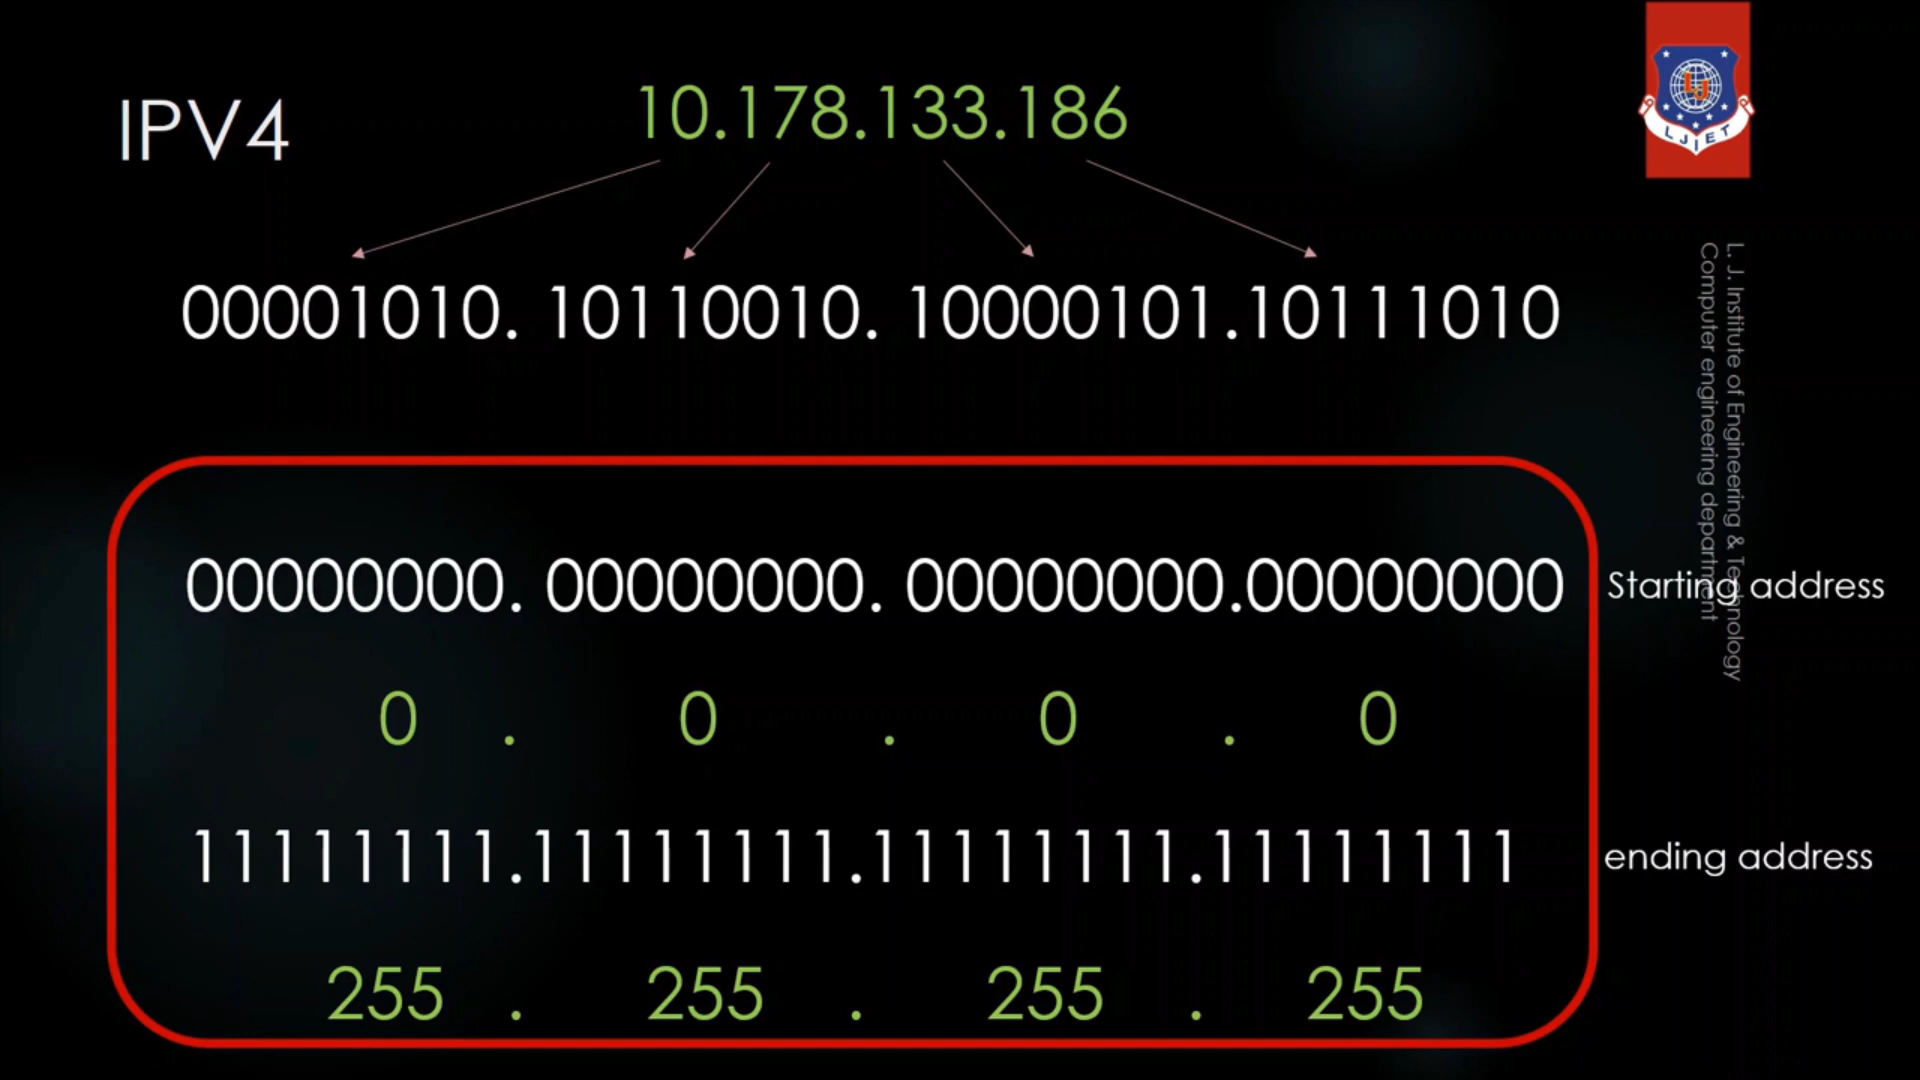 IPV4
10.178.133.186
00001010. 10110010. 10000101.10111010
00000000. 00000000. 00000000.00000000
Starting address
0 . 0 . 0 . 0
11111111.11111111.11111111.11111111
ending address
255 . 255 . 255 . 255
L. J. Institute of Engineering & Technology
Computer engineering department
LJ
LJIET